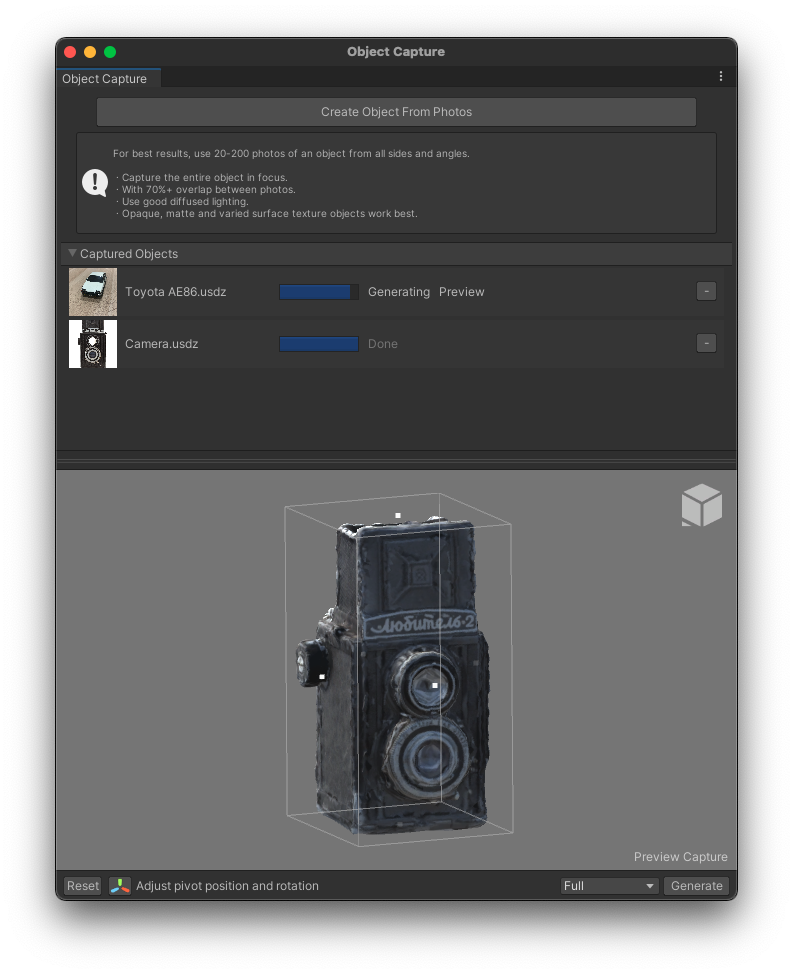 Object Capture
Object Capture
Create Object From Photos
For best results, use 20-200 photos of an object from all sides and angles.
· Capture the entire object in focus.
· With 70%+ overlap between photos.
· Use good diffused lighting.
· Opaque, matte and varied surface texture objects work best.
Captured Objects
Toyota AE86.usdz
Generating Preview
-
Camera.usdz
Done
-
Любитель-2
Preview Capture
Reset
Adjust pivot position and rotation
Full
Generate